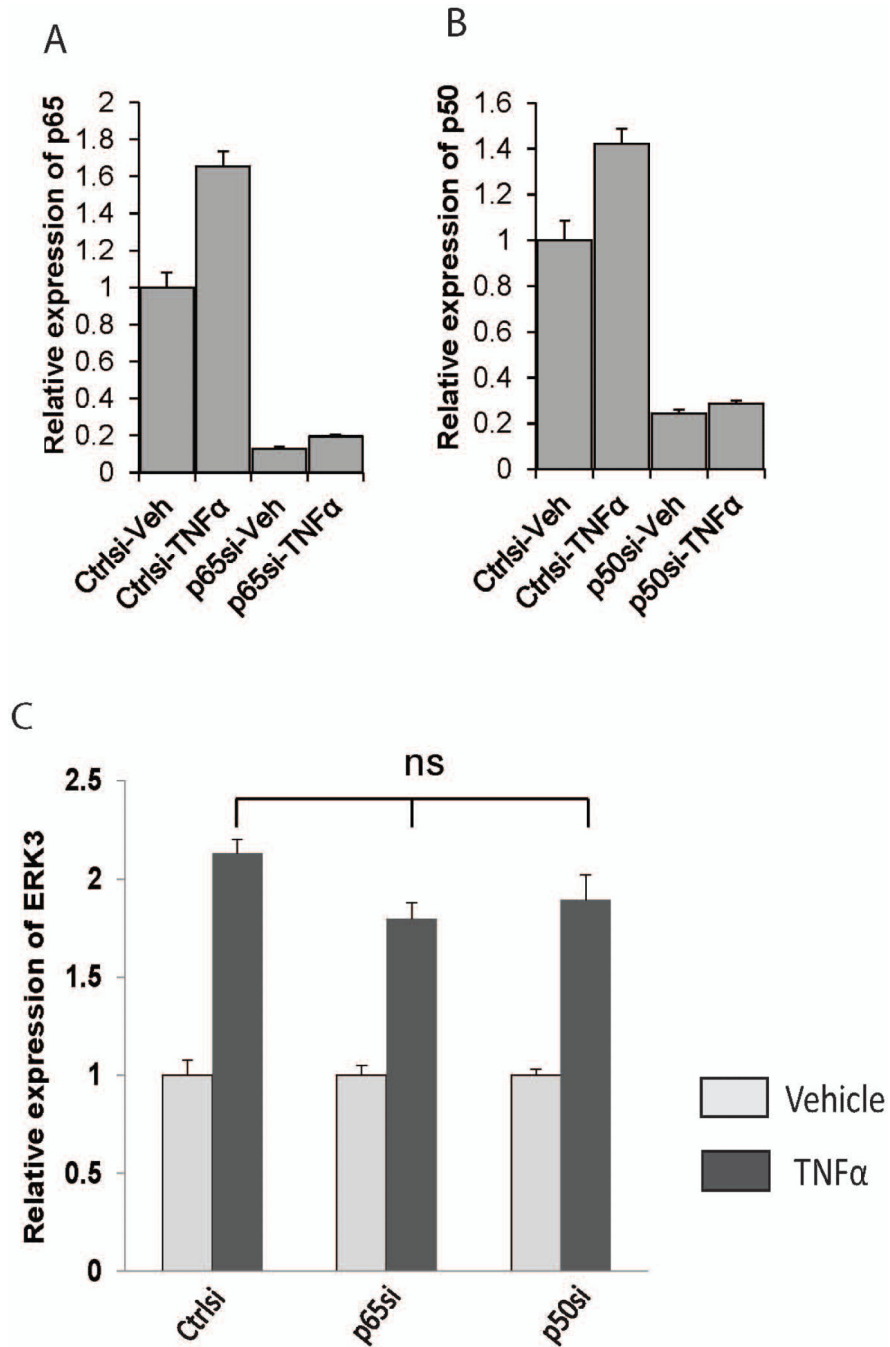 A
Relative expression of p65
2
1.8
1.6
1.4
1.2
1
0.8
0.6
0.4
0.2
0
Ctrlsi-Veh
Ctrlsi-TNFα
p65si-Veh
p65si-TNFα
B
Relative expression of p50
1.6
1.4
1.2
1
0.8
0.6
0.4
0.2
0
Ctrlsi-Veh
Ctrlsi-TNFα
p50si-Veh
p50si-TNFα
C
Relative expression of ERK3
2.5
2
1.5
1
0.5
0
ns
Ctrlsi
p65si
p50si
Vehicle
TNFα